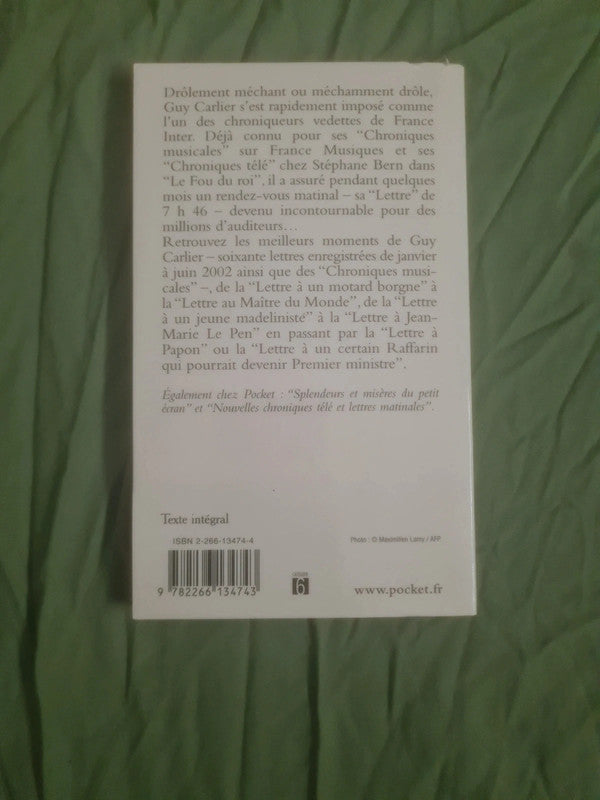 Drôlement méchant ou méchamment drôle,
Guy Carlier s'est rapidement imposé comme
l'un des chroniqueurs vedettes de France
Inter. Déjà connu pour ses “Chroniques
musicales” sur France Musiques et ses
“Chroniques télé” chez Stéphane Bern dans
“Le Fou du roi”, il a assuré pendant quelques
mois un rendez-vous matinal – sa “Lettre” de
7 h 46 – devenu incontournable pour des
millions d'auditeurs…
Retrouvez les meilleurs moments de Guy
Carlier – soixante lettres enregistrées de janvier
à juin 2002 ainsi que des “Chroniques musi-
cales” –, de la “Lettre à un motard borgne” à
la “Lettre au Maître du Monde”, de la “Lettre
à un jeune madeliniste” à la “Lettre à Jean-
Marie Le Pen” en passant par la “Lettre à
Papon” ou la “Lettre à un certain Raffarin
qui pourrait devenir Premier ministre”.
Également chez Pocket : “Splendeurs et misères du petit
écran” et “Nouvelles chroniques télé et lettres matinales”.
Texte intégral
ISBN 2-266-13474-4
Photo : © Maximilien Lamy / AFP
9 782266 134743
6
www.pocket.fr